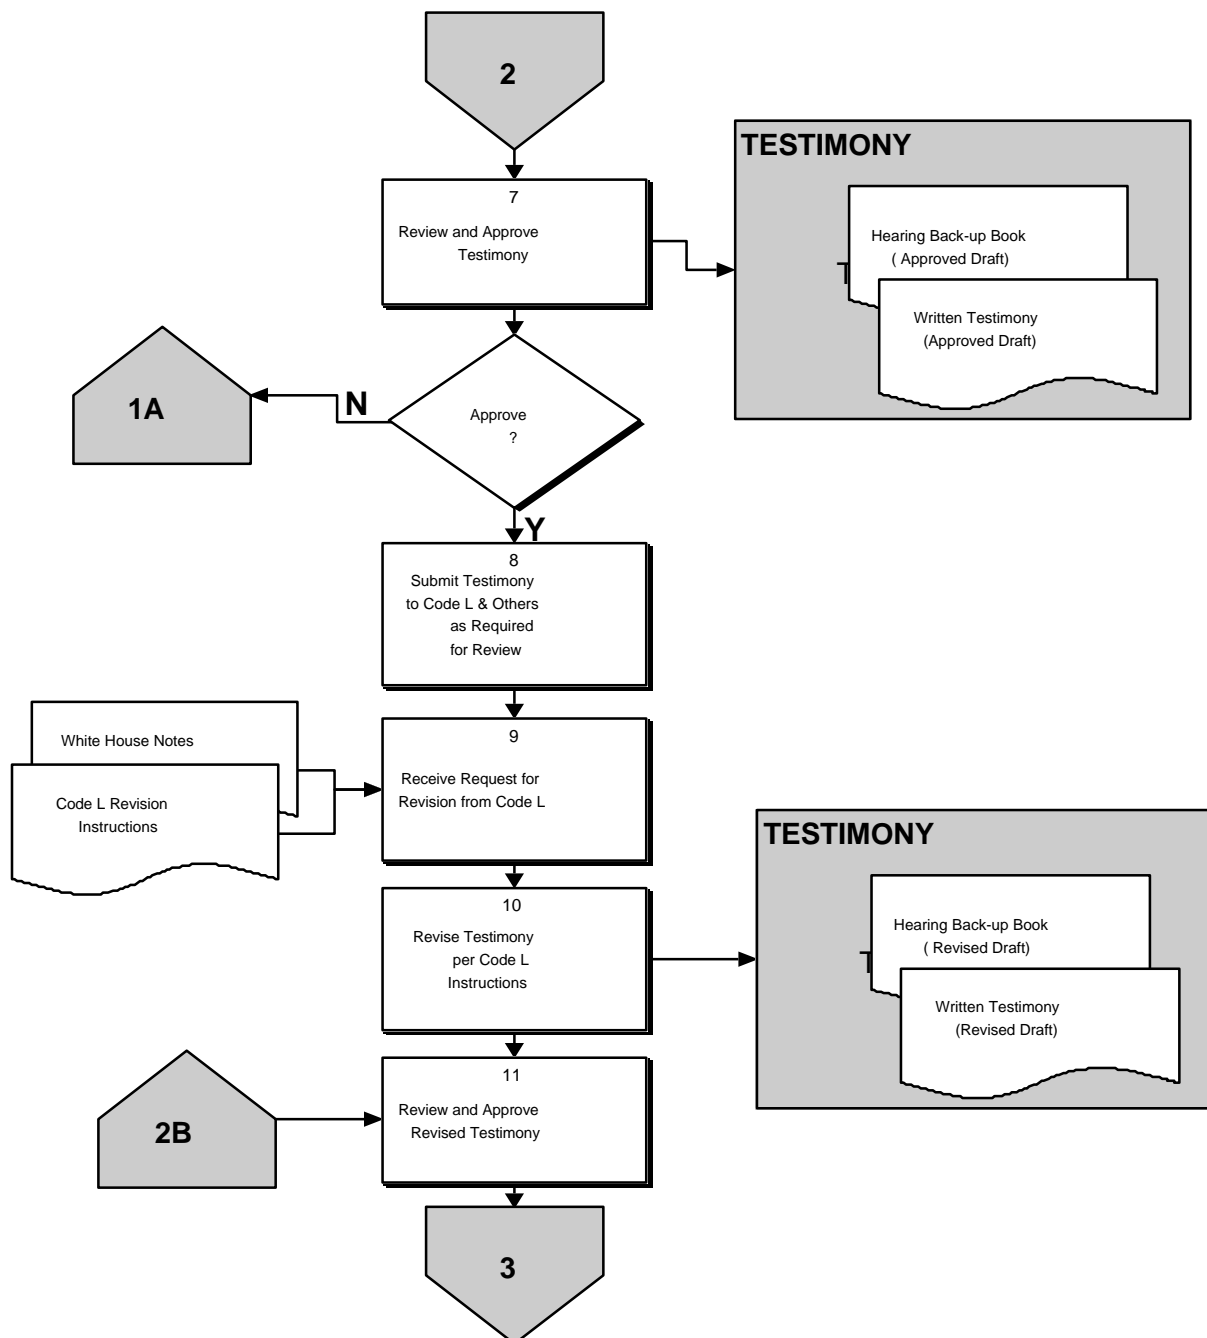 2
TESTIMONY
7
Review and Approve
Testimony
Hearing Back-up Book
( Approved Draft)
T
Written Testimony
(Approved Draft)
N
1A
Approve
?
Y
8
Submit Testimony
to Code L & Others
as Required
for Review
White House Notes
Code L Revision
Instructions
9
Receive Request for
Revision from Code L
TESTIMONY
10
Revise Testimony
per Code L
Instructions
Hearing Back-up Book
( Revised Draft)
T
Written Testimony
(Revised Draft)
11
Review and Approve
Revised Testimony
2B
3